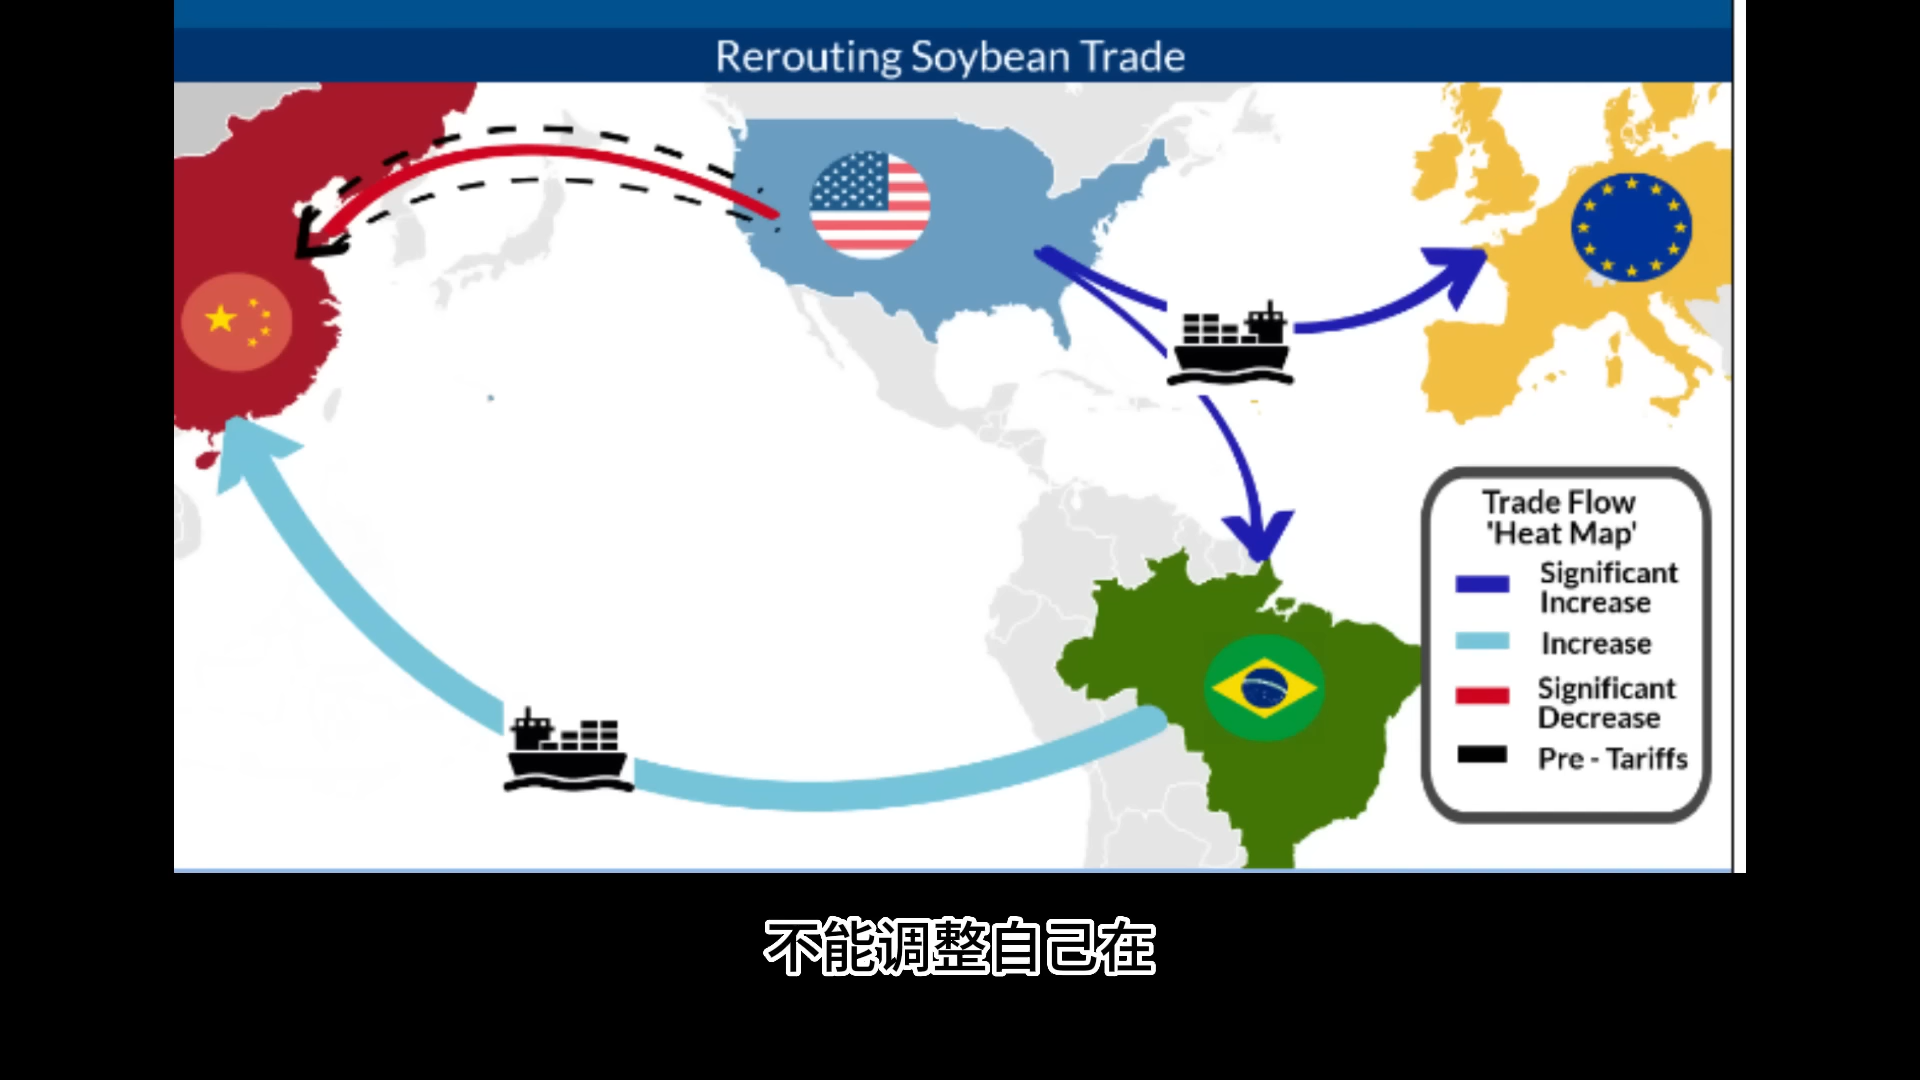 Rerouting Soybean Trade
Trade Flow
'Heat Map'
Significant
Increase
Increase
Significant
Decrease
Pre - Tariffs
不能调整自己在